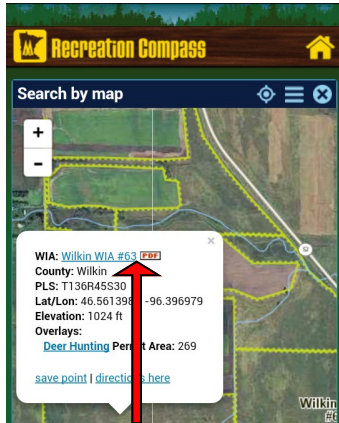 Recreation Compass
Search by map
+
-
WIA: Wilkin WIA #63 PDF
County: Wilkin
PLS: T136R45S30
Lat/Lon: 46.561398 -96.396979
Elevation: 1024 ft
Overlays:
Deer Hunting Permit Area: 269
save point | directions here
52
Wilkin